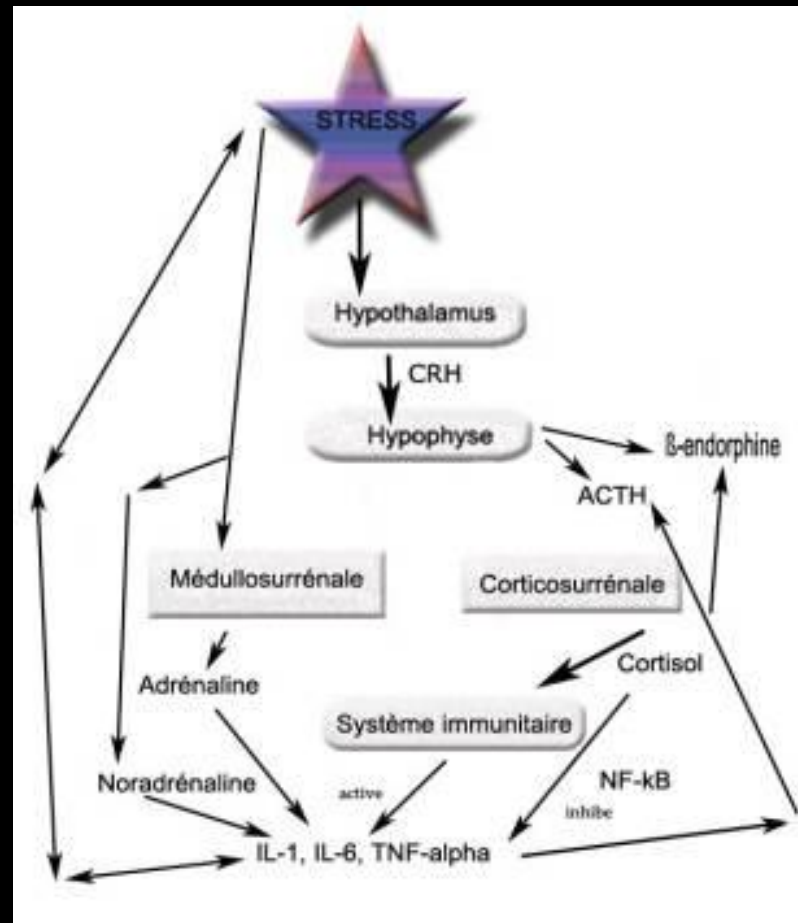 STRESS
Hypothalamus
CRH
Hypophyse
ß-endorphine
ACTH
Médullosurrénale
Corticosurrénale
Adrénaline
Cortisol
Système immunitaire
Noradrénaline
active
NF-kB
inhibe
IL-1, IL-6, TNF-alpha